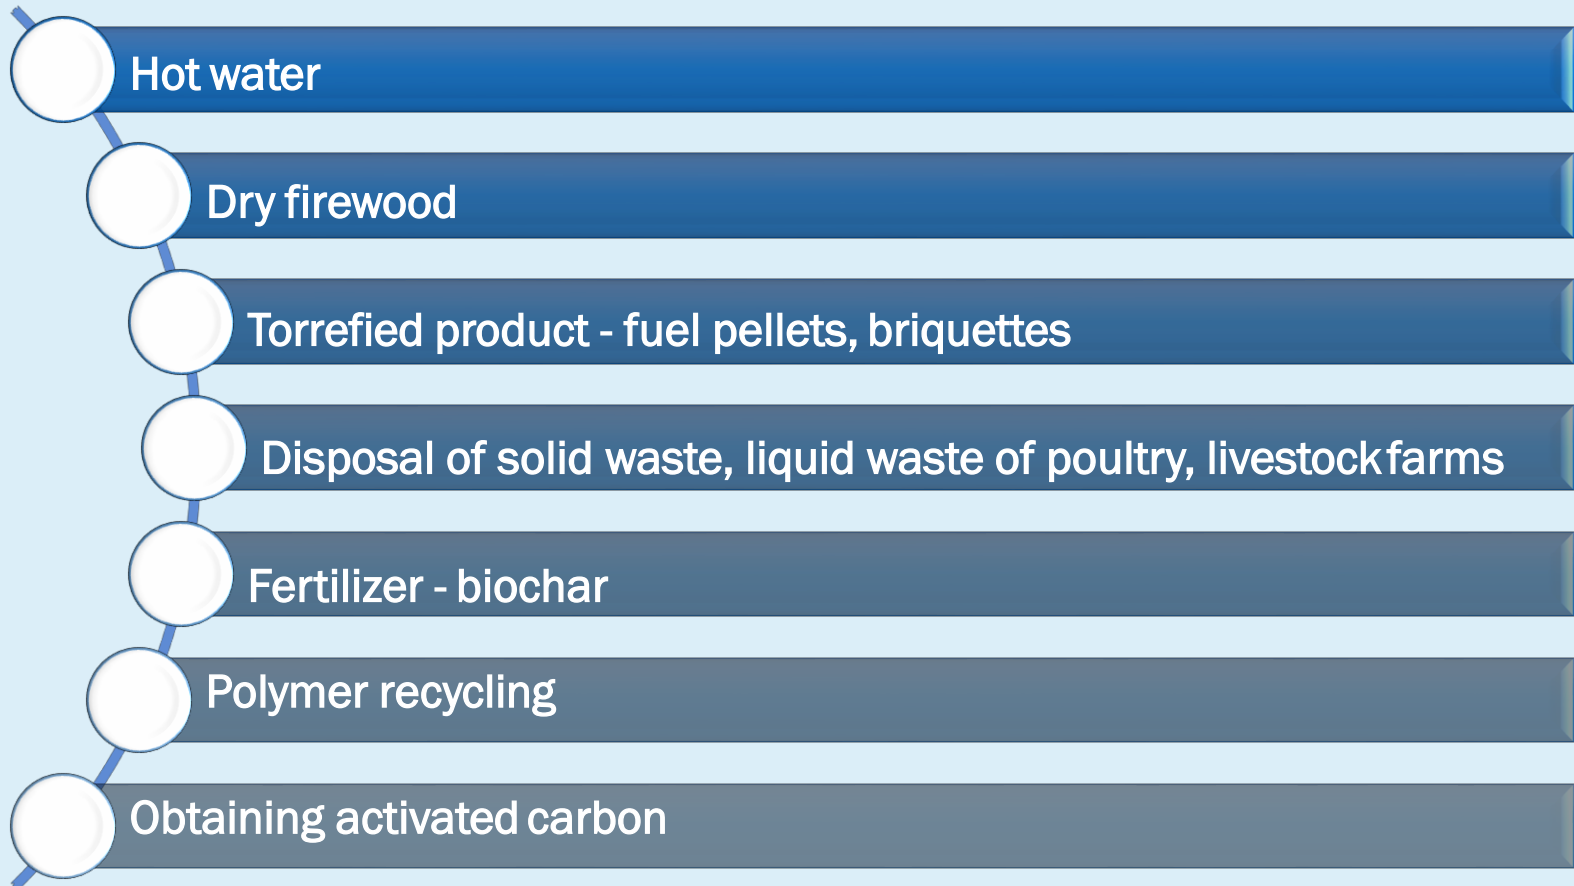 Hot water
Dry firewood
Torrefied product - fuel pellets, briquettes
Disposal of solid waste, liquid waste of poultry, livestock farms
Fertilizer - biochar
Polymer recycling
Obtaining activated carbon